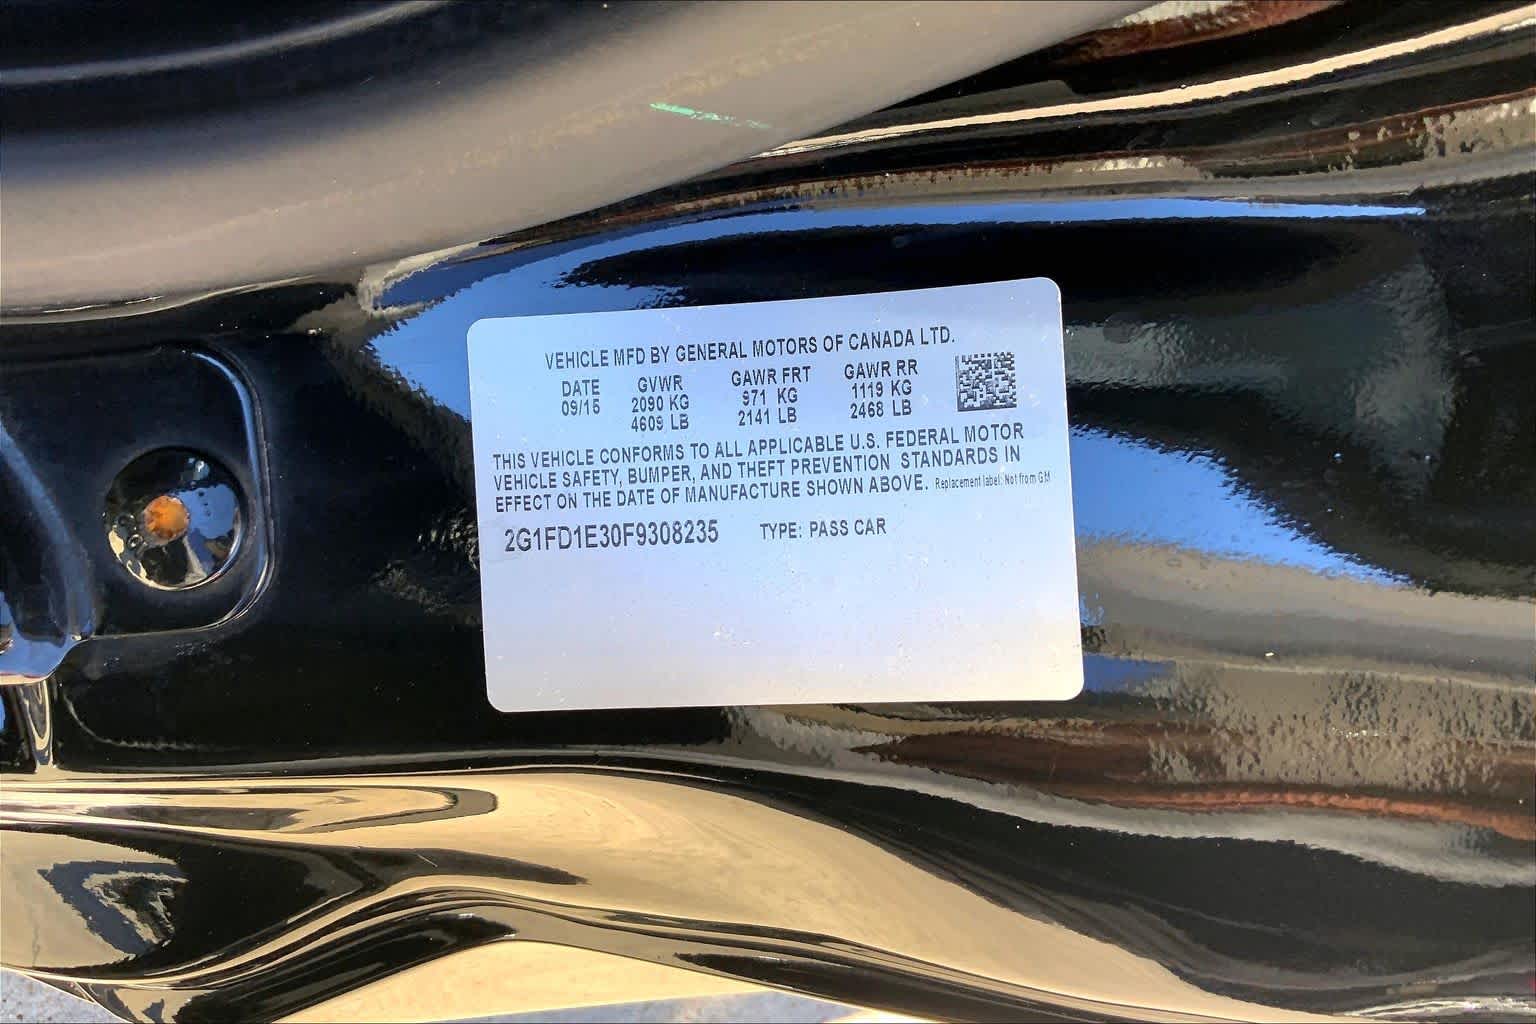 VEHICLE MFD BY GENERAL MOTORS OF CANADA LTD.
DATE GVWR GAWR FRT GAWR RR
09/15 2090 KG 971 KG 1119 KG
4609 LB 2141 LB 2468 LB
THIS VEHICLE CONFORMS TO ALL APPLICABLE U.S. FEDERAL MOTOR
VEHICLE SAFETY, BUMPER, AND THEFT PREVENTION STANDARDS IN
EFFECT ON THE DATE OF MANUFACTURE SHOWN ABOVE. Replacement label: Not from GM
2G1FD1E30F9308235 TYPE: PASS CAR